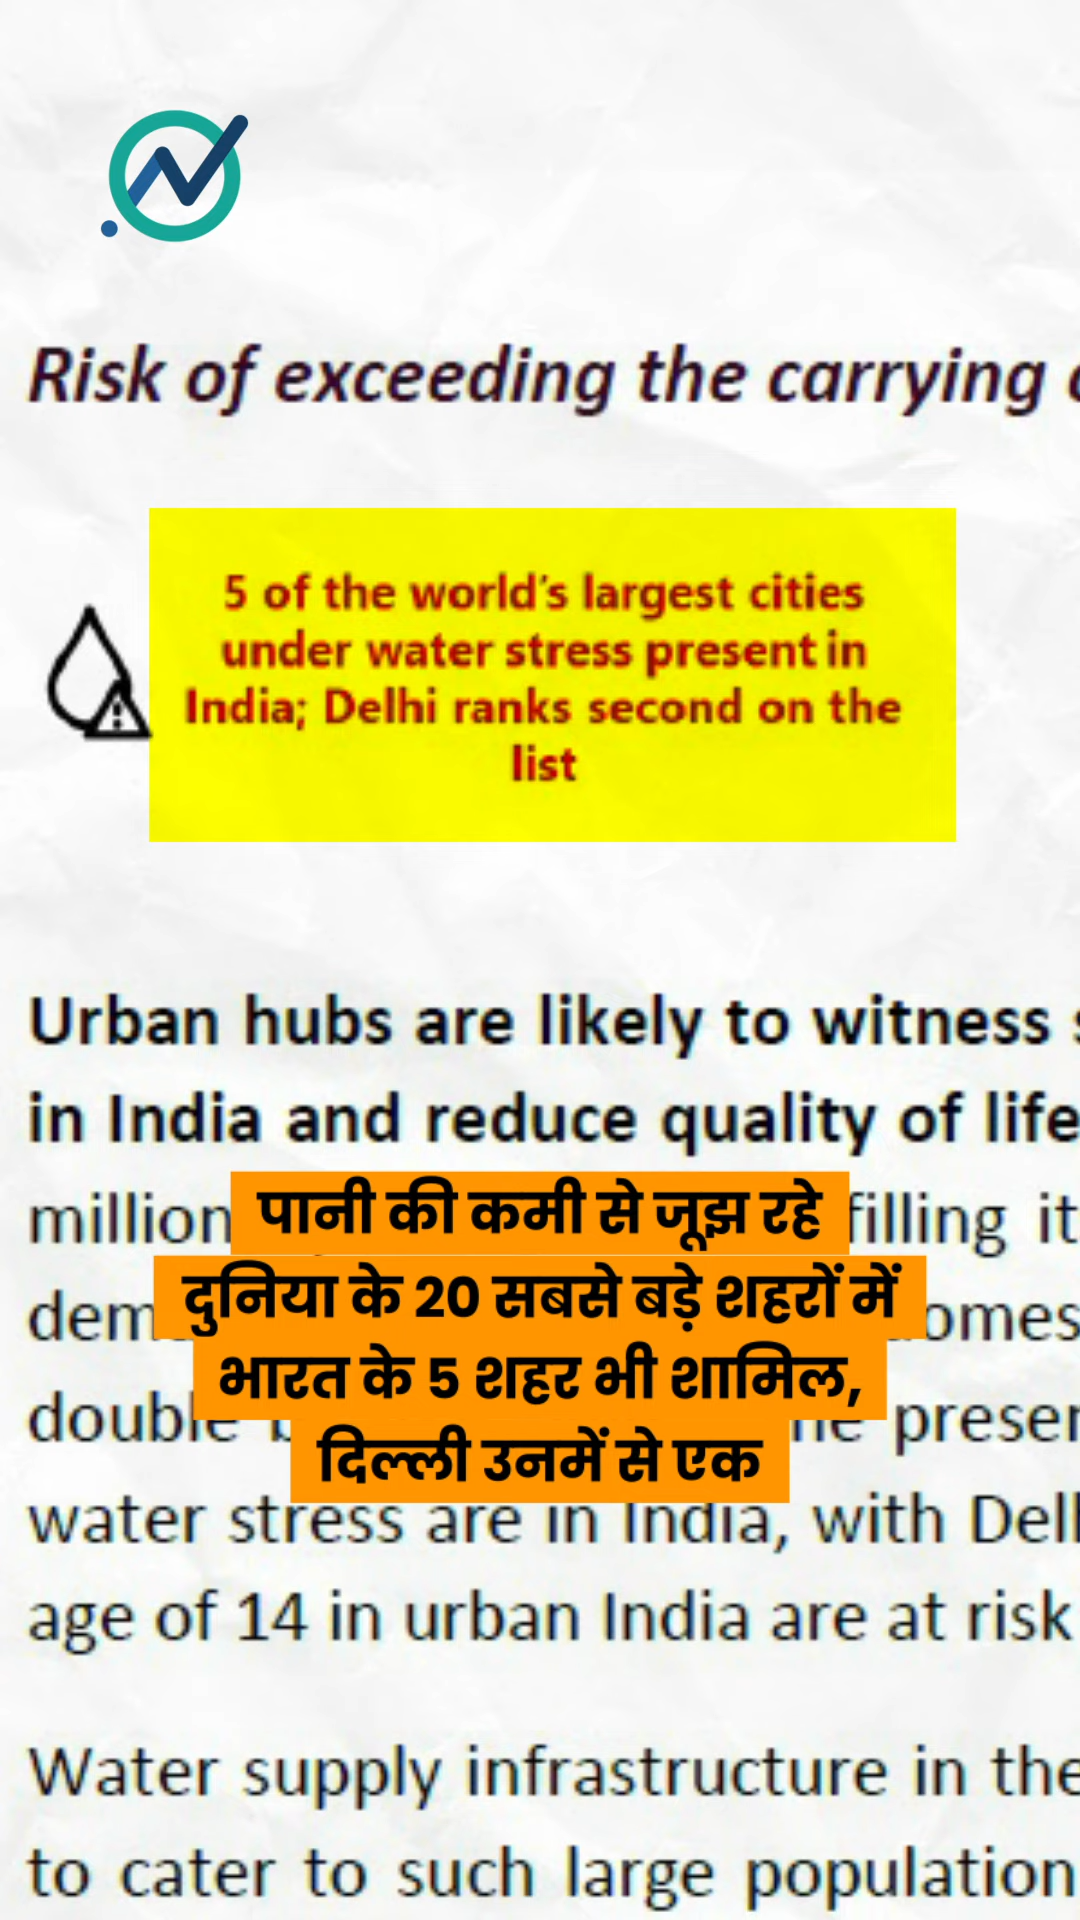 Risk of exceeding the carrying
5 of the world's largest cities
under water stress present in
India; Delhi ranks second on the
list
Urban hubs are likely to witness
in India and reduce quality of life
million
filling it
पानी की कमी से जूझ रहे
दुनिया के 20 सबसे बड़े शहरों में
भारत के 5 शहर भी शामिल,
दिल्ली उनमें से एक
double
water stress are in India, with
age of 14 in urban India are at risk
Water supply infrastructure in the
to cater to such large population